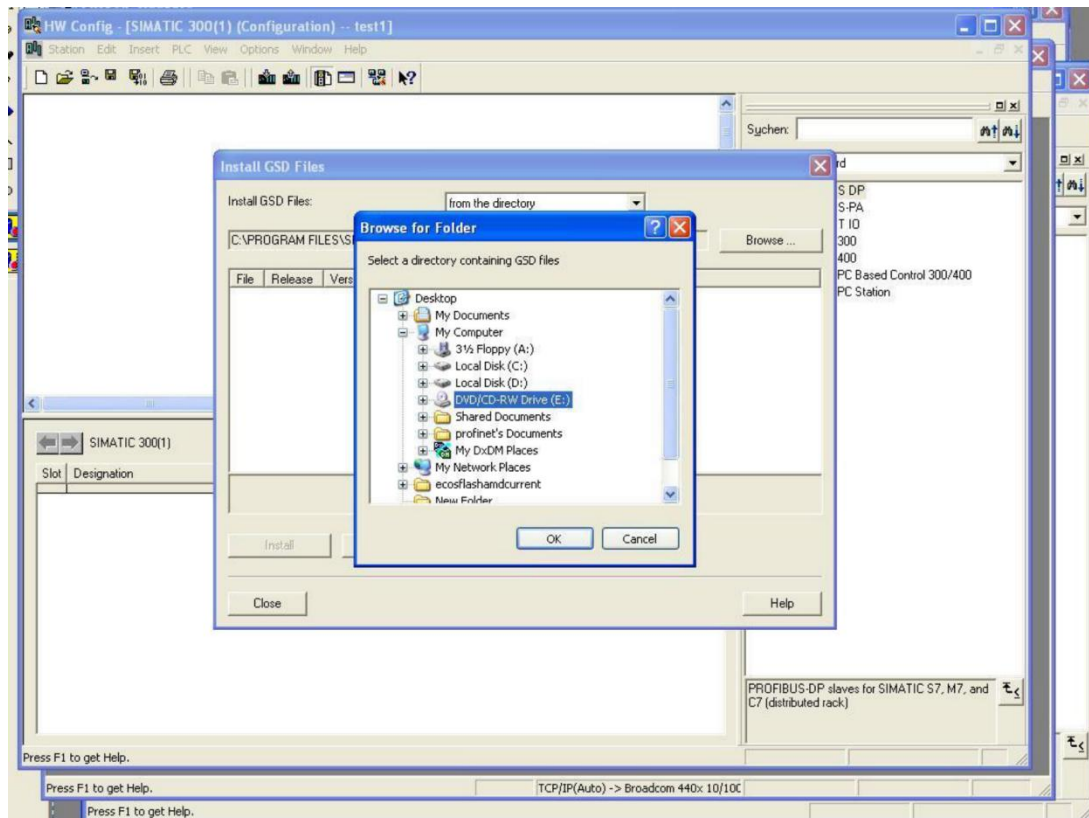 HW Config - [SIMATIC 300(1) (Configuration) -- test1]
Station Edit Insert PLC View Options Window Help
Suchen:
Install GSD Files
rd
Install GSD Files:
from the directory
S DP
S-PA
T IO
300
400
PC Based Control 300/400
PC Station
C:\PROGRAM FILES\SI
Browse ...
File Release Vers
Browse for Folder
Select a directory containing GSD files
Desktop
My Documents
My Computer
3½ Floppy (A:)
Local Disk (C:)
Local Disk (D:)
DVD/CD-RW Drive (E:)
Shared Documents
profinet's Documents
My DxDM Places
My Network Places
ecosflashamdcurrent
New Folder
OK Cancel
SIMATIC 300(1)
Slot Designation
Install
Close
Help
PROFIBUS-DP slaves for SIMATIC S7, M7, and
C7 (distributed rack)
Press F1 to get Help.
Press F1 to get Help.
TCP/IP(Auto) -> Broadcom 440x 10/100
Press F1 to get Help.